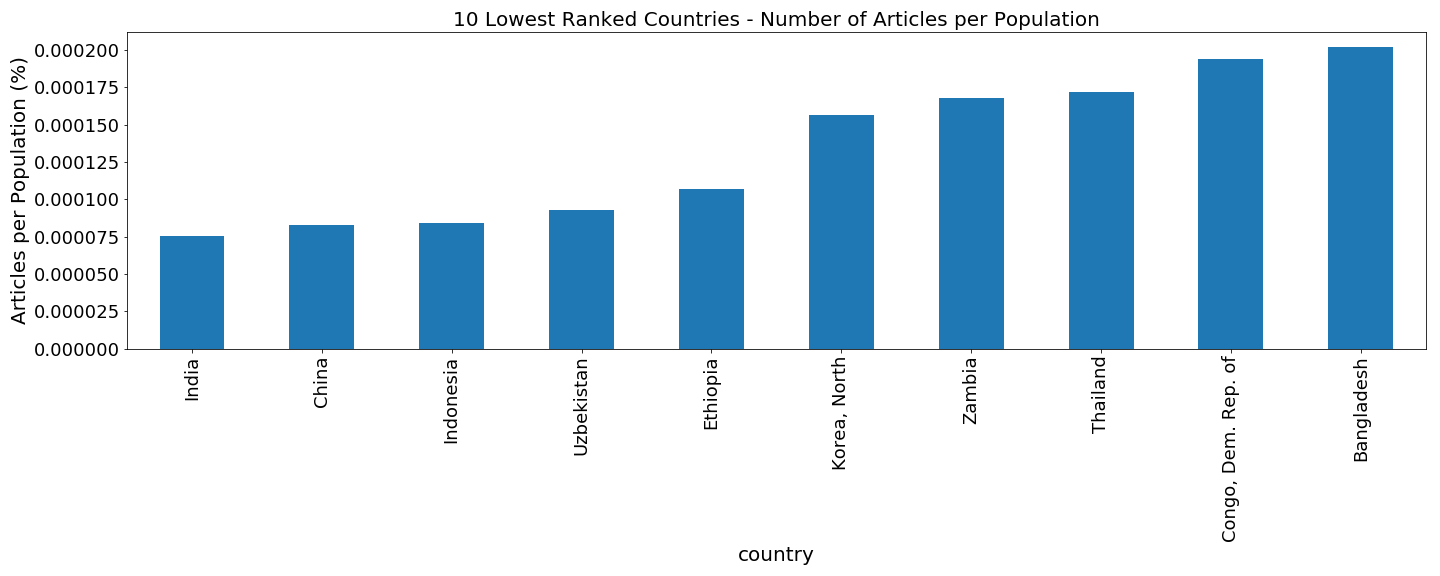 10 Lowest Ranked Countries - Number of Articles per Population
Articles per Population (%)
0.000200
0.000175
0.000150
0.000125
0.000100
0.000075
0.000050
0.000025
0.000000
India
China
Indonesia
Uzbekistan
Ethiopia
Korea, North
Zambia
Thailand
Congo, Dem. Rep. of
Bangladesh
country